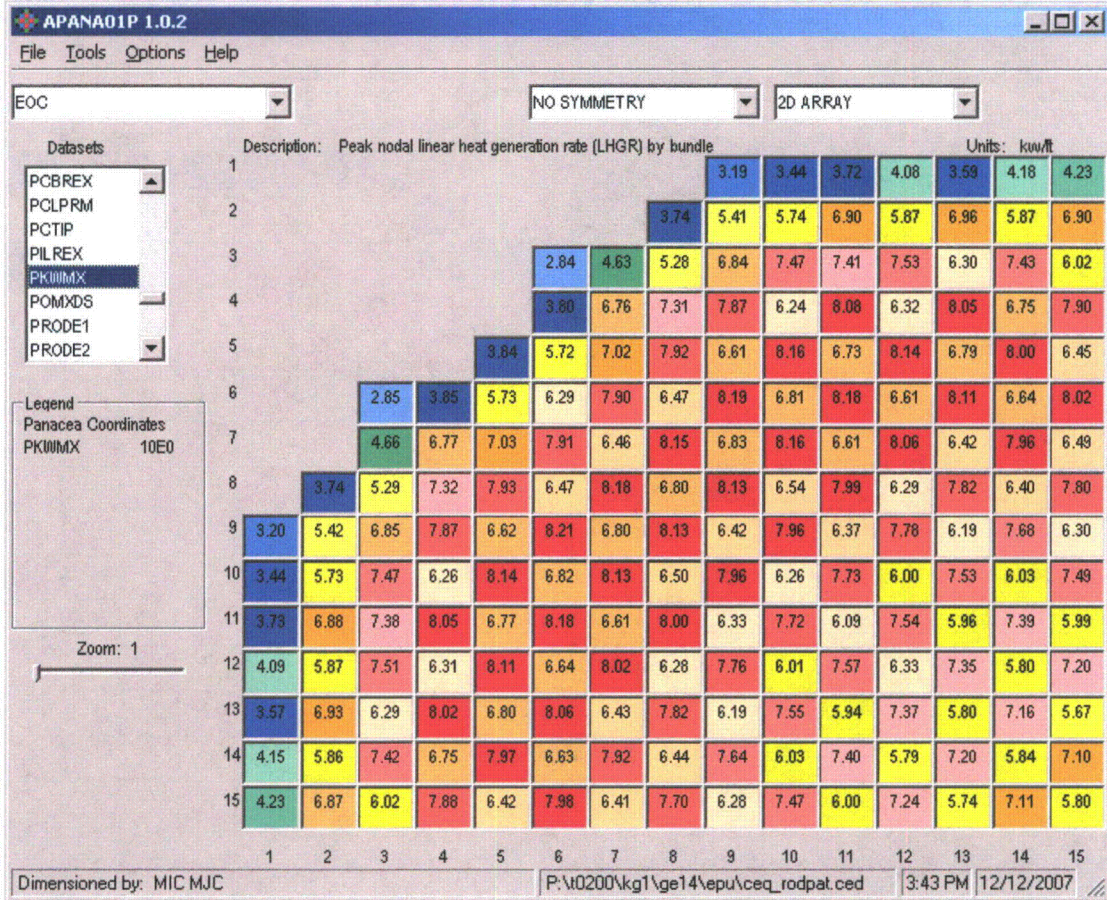 APANA01P 1.0.2
File Tools Options Help
EOC NO SYMMETRY 2D ARRAY
Datasets
PCBREX
PCLPRM
PCTIP
PILREX
PKWMX
POMXDS
PRODE1
PRODE2
Legend
Panacea Coordinates
PKWMX 10E0
Zoom: 1
Description: Peak nodal linear heat generation rate (LHGR) by bundle Units: kw/ft
1 3.19 3.44 3.72 4.08 3.59 4.18 4.23
2 3.74 5.41 5.74 6.90 5.87 6.96 5.87 6.90
3 2.84 4.63 5.28 6.84 7.47 7.41 7.53 6.30 7.43 6.02
4 3.80 6.76 7.31 7.87 6.24 8.08 6.32 8.05 6.75 7.90
5 3.84 5.72 7.02 7.92 6.61 8.16 6.73 8.14 6.79 8.00 6.45
6 2.85 3.85 5.73 6.29 7.90 6.47 8.19 6.81 8.18 6.61 8.11 6.64 8.02
7 4.66 6.77 7.03 7.91 6.46 8.15 6.83 8.16 6.61 8.06 6.42 7.96 6.49
8 3.74 5.29 7.32 7.93 6.47 8.18 6.80 8.13 6.54 7.99 6.29 7.82 6.40 7.80
9 3.20 5.42 6.85 7.87 6.62 8.21 6.80 8.13 6.42 7.96 6.37 7.78 6.19 7.68 6.30
10 3.44 5.73 7.47 6.26 8.14 6.82 8.13 6.50 7.96 6.26 7.73 6.00 7.53 6.03 7.49
11 3.73 6.88 7.38 8.05 6.77 8.18 6.61 8.00 6.33 7.72 6.09 7.54 5.96 7.39 5.99
12 4.09 5.87 7.51 6.31 8.11 6.64 8.02 6.28 7.76 6.01 7.57 6.33 7.35 5.80 7.20
13 3.57 6.93 6.29 8.02 6.80 8.06 6.43 7.82 6.19 7.55 5.94 7.37 5.80 7.16 5.67
14 4.15 5.86 7.42 6.75 7.97 6.63 7.92 6.44 7.64 6.03 7.40 5.79 7.20 5.84 7.10
15 4.23 6.87 6.02 7.88 6.42 7.98 6.41 7.70 6.28 7.47 6.00 7.24 5.74 7.11 5.80
1 2 3 4 5 6 7 8 9 10 11 12 13 14 15
Dimensioned by: MIC MJC P:\t0200\kg1\ge14\epu\ceq_rodpat.ced 3:43 PM 12/12/2007